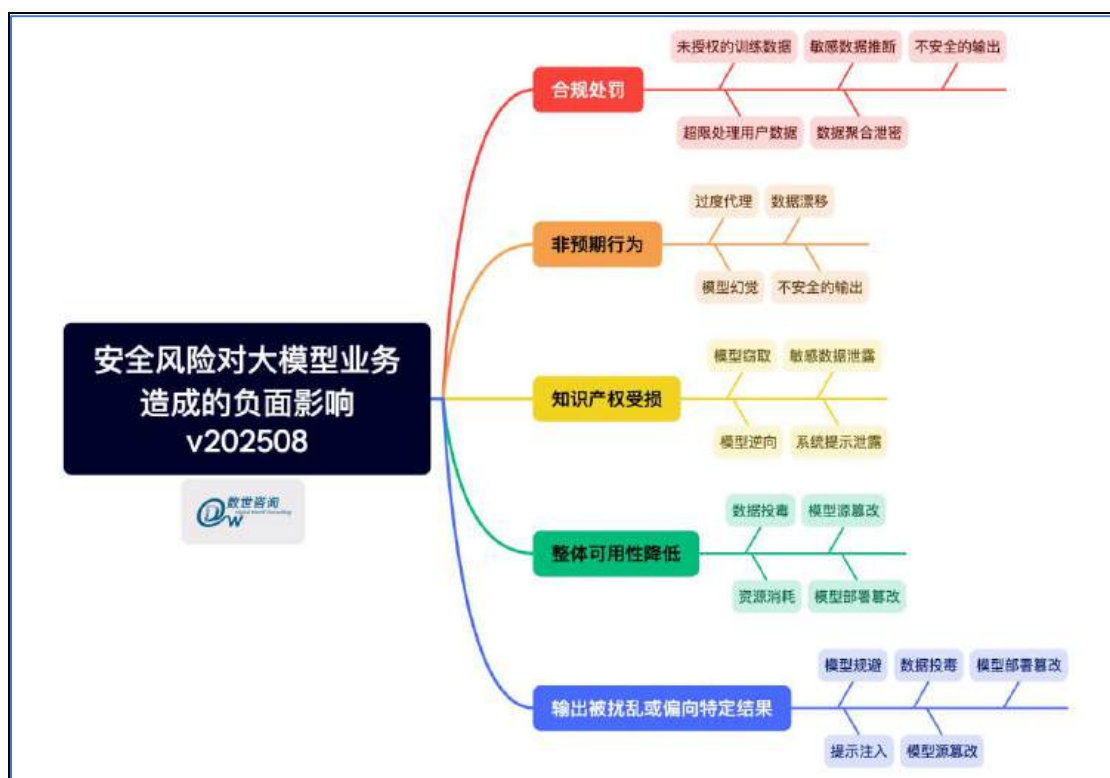 安全风险对大模型业务
造成的负面影响
v202508
数世咨询
Digital World Consulting
合规处罚
未授权的训练数据
敏感数据推断
不安全的输出
超限处理用户数据
数据聚合泄密
非预期行为
过度代理
数据漂移
模型幻觉
不安全的输出
知识产权受损
模型窃取
敏感数据泄露
模型逆向
系统提示泄露
整体可用性降低
数据投毒
模型源篡改
资源消耗
模型部署篡改
输出被扰乱或偏向特定结果
模型规避
数据投毒
模型部署篡改
提示注入
模型源篡改